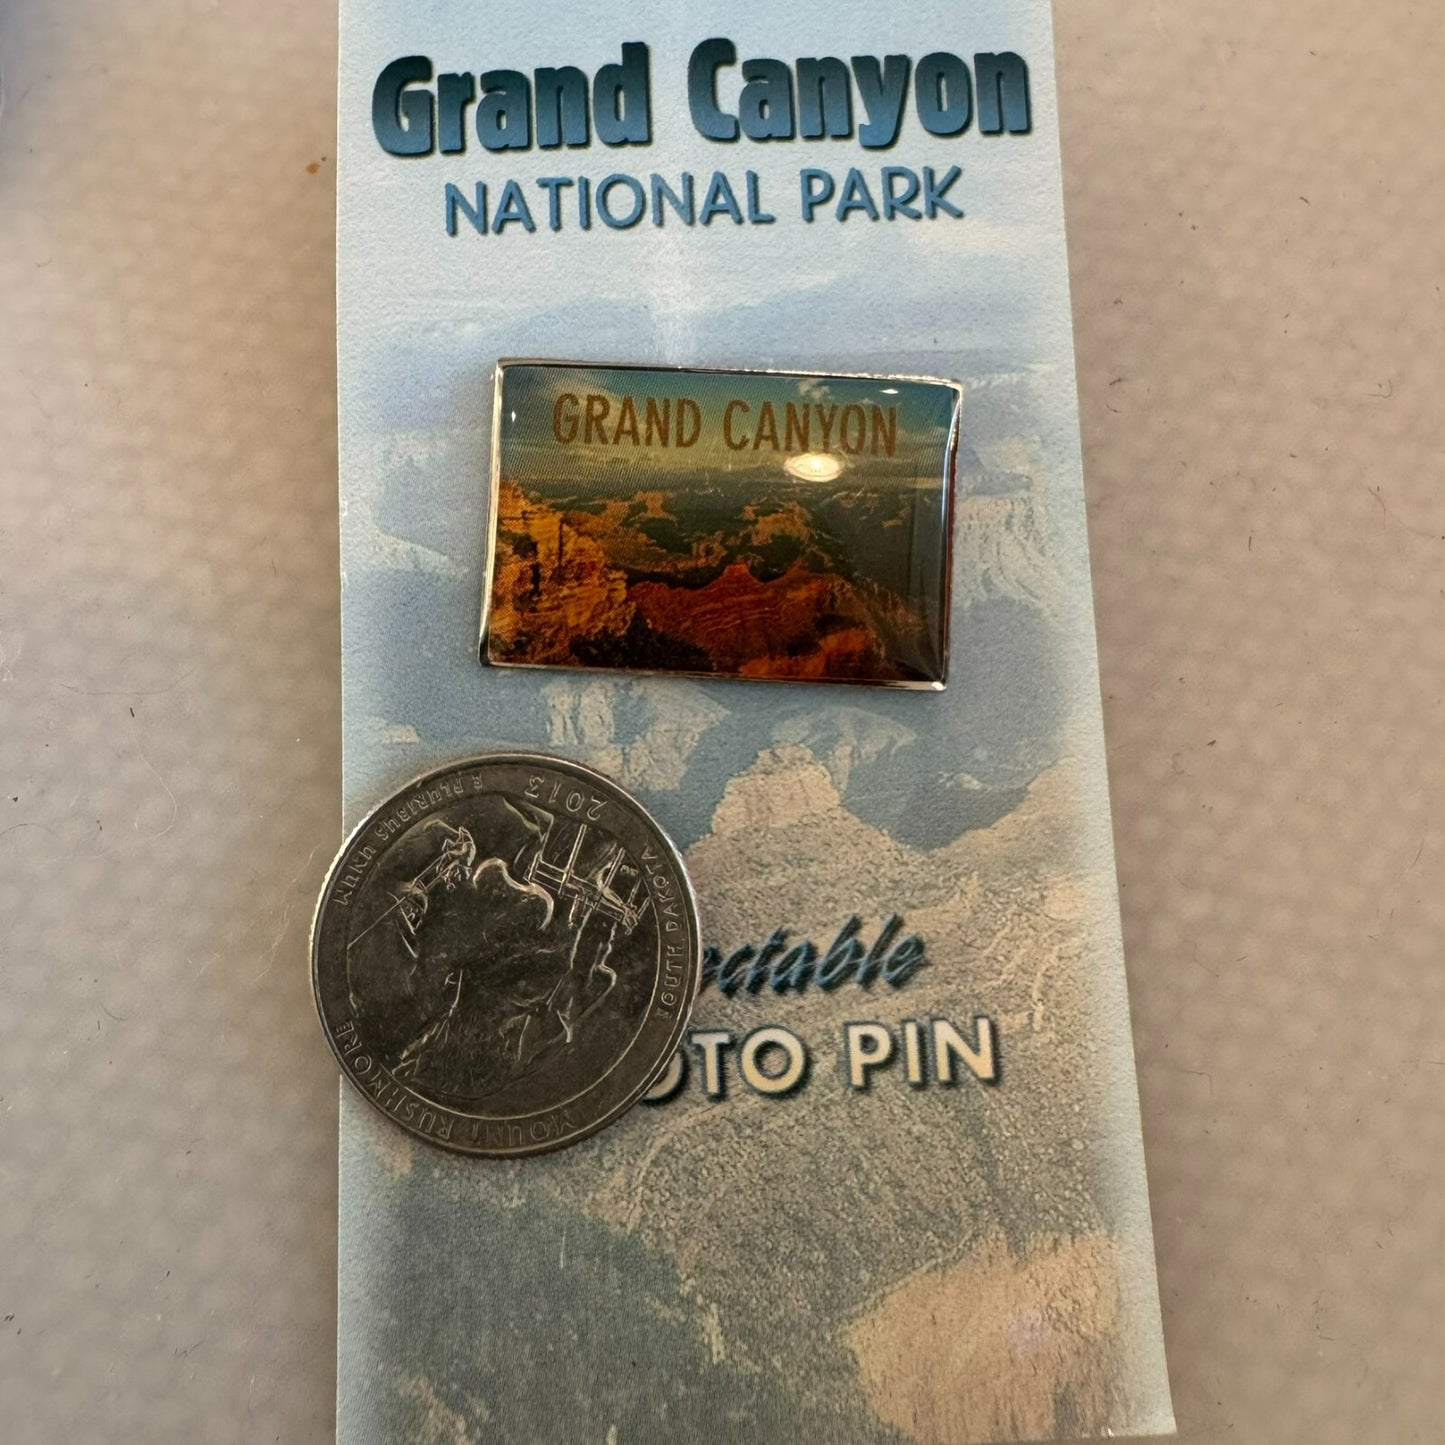 Grand Canyon
NATIONAL PARK
GRAND CANYON
E PLURIBUS UNUM
2013
SOUTH DAKOTA
MOUNT RUSHMORE
ectable
OTO PIN